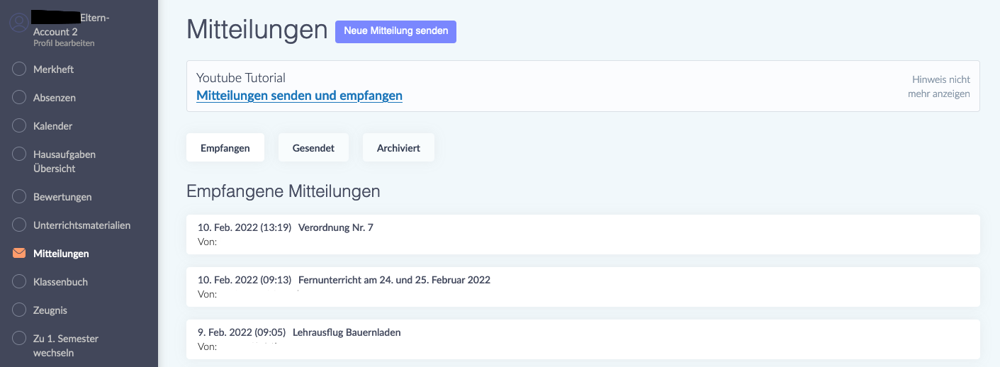 Eltern-
Account 2
Profil bearbeiten
Merkheft
Absenzen
Kalender
Hausaufgaben
Übersicht
Bewertungen
Unterrichtsmaterialien
Mitteilungen
Klassenbuch
Zeugnis
Zu 1. Semester
wechseln
Mitteilungen
Neue Mitteilung senden
Youtube Tutorial
Mitteilungen senden und empfangen
Hinweis nicht
mehr anzeigen
Empfangen
Gesendet
Archiviert
Empfangene Mitteilungen
10. Feb. 2022 (13:19) Verordnung Nr. 7
Von:
10. Feb. 2022 (09:13) Fernunterricht am 24. und 25. Februar 2022
Von:
9. Feb. 2022 (09:05) Lehrausflug Bauernladen
Von: